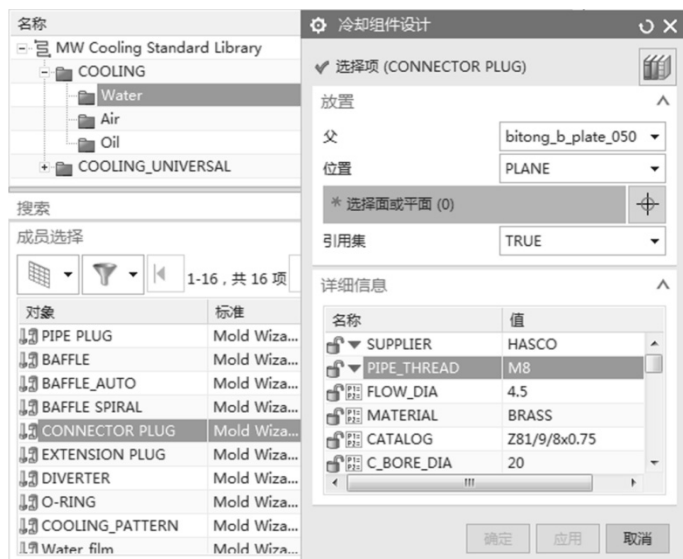 名称
MW Cooling Standard Library
COOLING
Water
Air
Oil
COOLING_UNIVERSAL
搜索
成员选择
1-16 , 共 16 项
对象 标准
PIPE PLUG Mold Wiza...
BAFFLE Mold Wiza...
BAFFLE_AUTO Mold Wiza...
BAFFLE SPIRAL Mold Wiza...
CONNECTOR PLUG Mold Wiza...
EXTENSION PLUG Mold Wiza...
DIVERTER Mold Wiza...
O-RING Mold Wiza...
COOLING_PATTERN Mold Wiza...
Water film Mold Wiza...
冷却组件设计
选择项 (CONNECTOR PLUG)
放置
父 bitong_b_plate_050
位置 PLANE
* 选择面或平面 (0)
引用集 TRUE
详细信息
名称 值
SUPPLIER HASCO
PIPE_THREAD M8
FLOW_DIA 4.5
MATERIAL BRASS
CATALOG Z81/9/8x0.75
C_BORE_DIA 20
确定 应用 取消